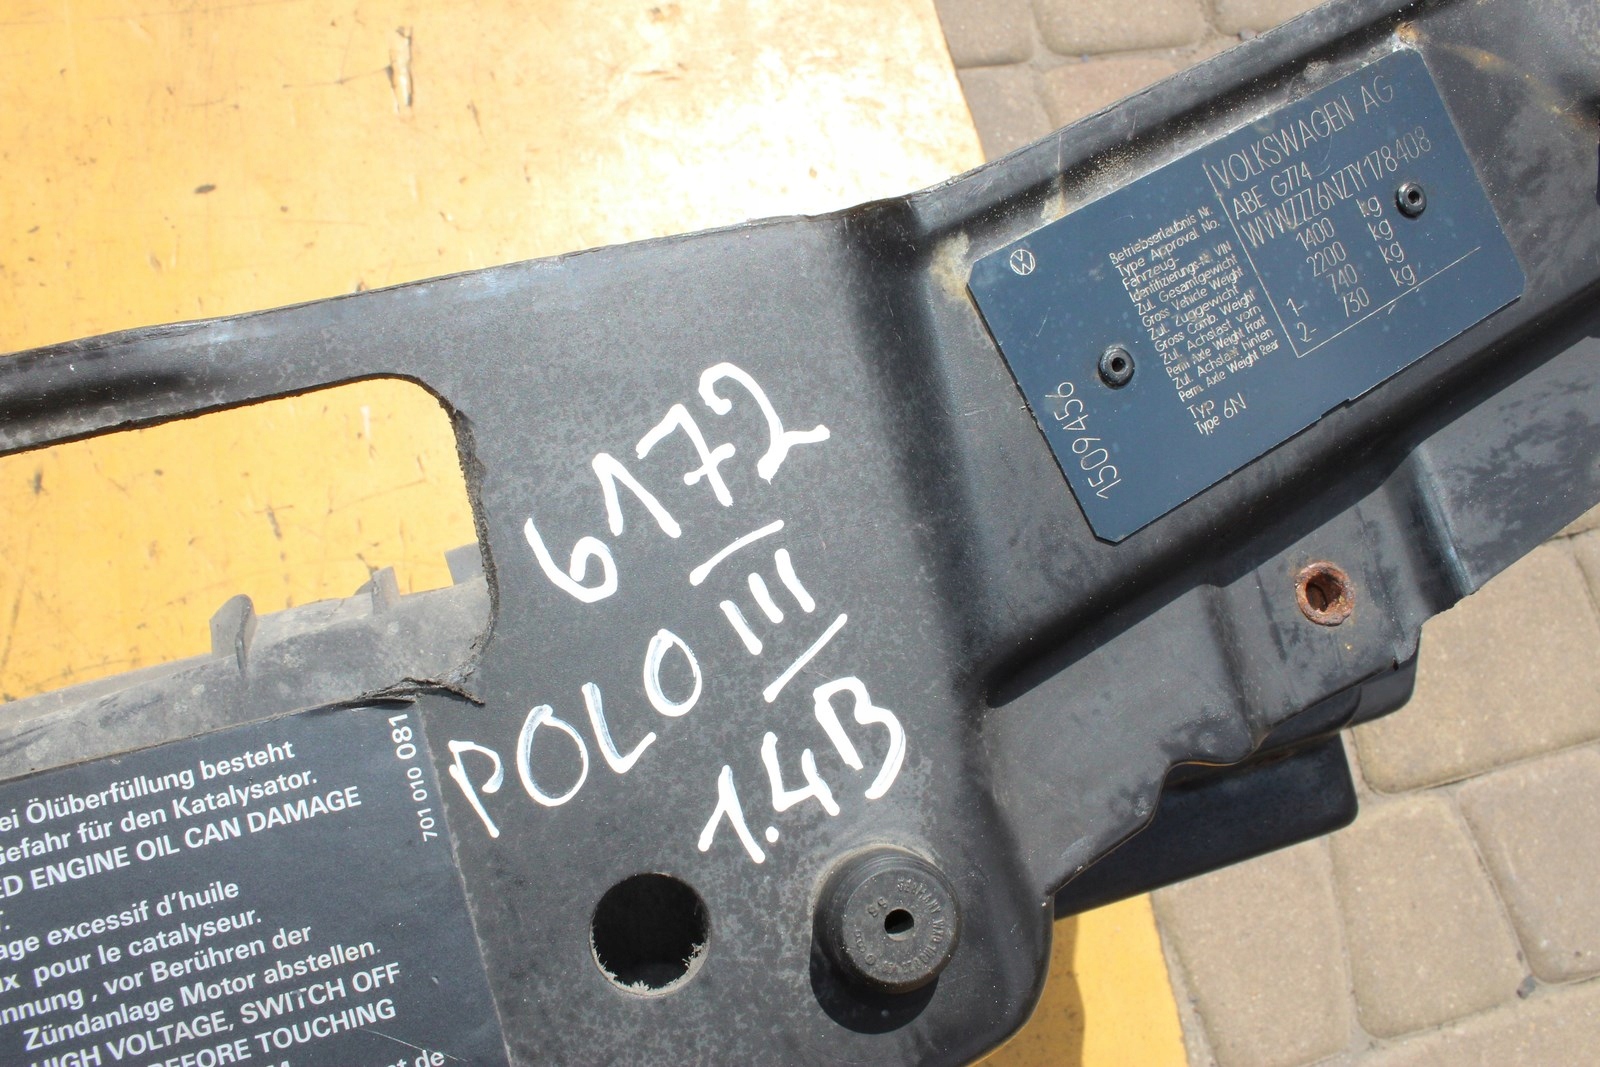 VOLKSWAGEN AG
Betriebserlaubnis Nr.
Type Approval No.
ABE G774
Fahrzeug-
Identifizierungs-Nr. VIN
WVWZZZ6NZTY178408
Zul. Gesamtgewicht
Gross Vehicle Weight
1400 kg
Zul. Zuggewicht
Gross Comb. Weight
2200 kg
Zul. Achslast vorn
Perm. Axle Weight Front
1- 740 kg
Zul. Achslast hinten
Perm. Axle Weight Rear
2- 730 kg
Typ
Type 6N
1509456
6172
POLO III
1.4B
701 010 081
ei Ölüberfüllung besteht
Gefahr für den Katalysator.
ED ENGINE OIL CAN DAMAGE
age excessif d'huile
ux pour le catalyseur.
nnung, vor Berühren der
Zündanlage Motor abstellen.
HIGH VOLTAGE, SWITCH OFF
BEFORE TOUCHING